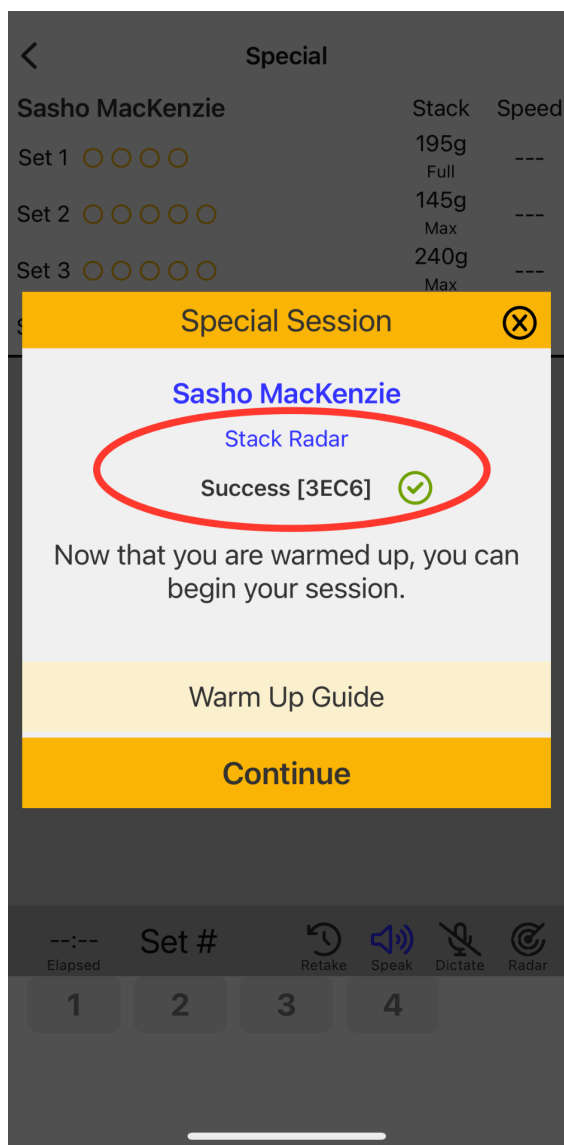 Special
Sasho MacKenzie Stack Speed
Set 1 195g ---
Full
Set 2 145g ---
Max
Set 3 240g ---
Max
Special Session
Sasho MacKenzie
Stack Radar
Success [3EC6]
Now that you are warmed up, you can
begin your session.
Warm Up Guide
Continue
--:-- Set #
Elapsed Retake Speak Dictate Radar
1 2 3 4